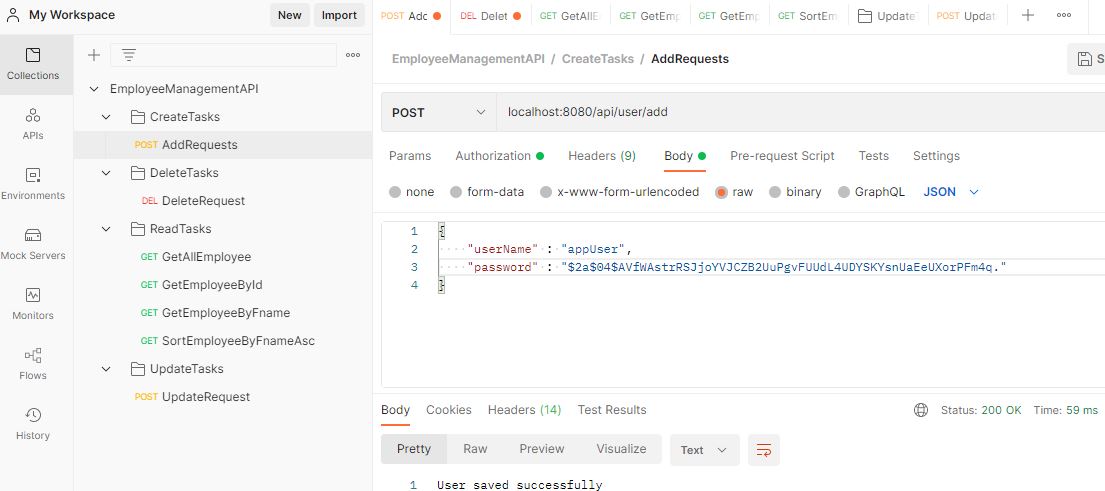 My Workspace New Import
POST Add DEL Delet GET GetAllE GET GetEmp GET GetEmp GET SortEm Update POST Updat
Collections
EmployeeManagementAPI / CreateTasks / AddRequests S
EmployeeManagementAPI
CreateTasks
POST localhost:8080/api/user/add
APIs
POST AddRequests
Params Authorization Headers (9) Body Pre-request Script Tests Settings
DeleteTasks
Environments
DEL DeleteRequest
none form-data x-www-form-urlencoded raw binary GraphQL JSON
ReadTasks
1 {
Mock Servers
GET GetAllEmployee
2 "userName" : "appUser",
GET GetEmployeeById
3 "password" : "$2a$04$AVfWAstrRSJjoYVJCZB2UuPgvFUUdL4UDYSKYsnUaEeUXorPFm4q."
4 }
Monitors
GET GetEmployeeByFname
GET SortEmployeeByFnameAsc
Flows
UpdateTasks
POST UpdateRequest
History
Body Cookies Headers (14) Test Results Status: 200 OK Time: 59 ms
Pretty Raw Preview Visualize Text
1 User saved successfully